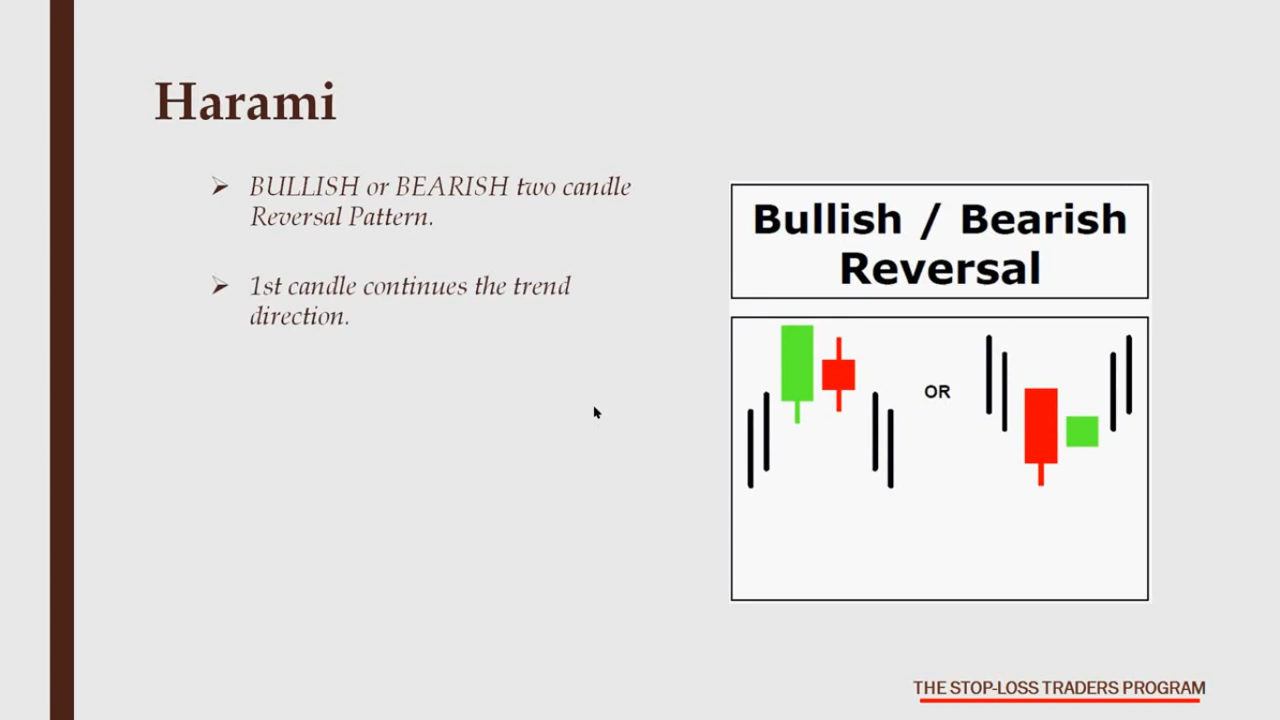 Harami
BULLISH or BEARISH two candle
Reversal Pattern.
1st candle continues the trend
direction.
Bullish / Bearish
Reversal
OR
THE STOP-LOSS TRADERS PROGRAM